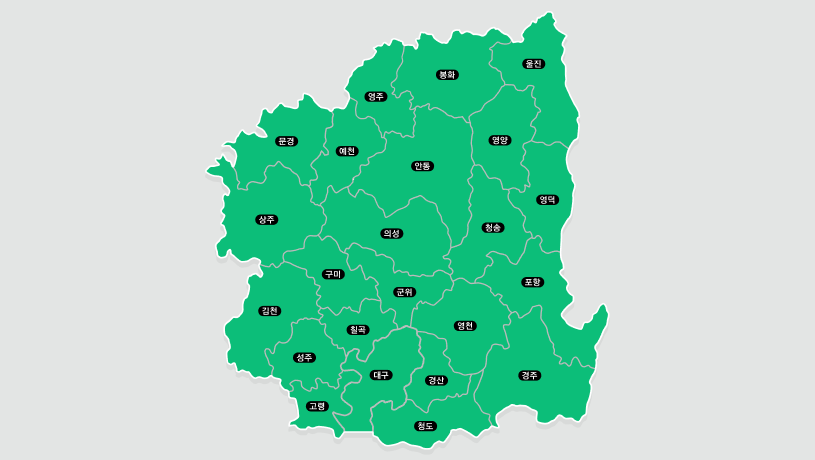 울진
봉화
영주
문경
영양
예천
안동
영덕
상주
청송
의성
구미
포항
군위
김천
영천
칠곡
성주
대구
경산
경주
고령
청도